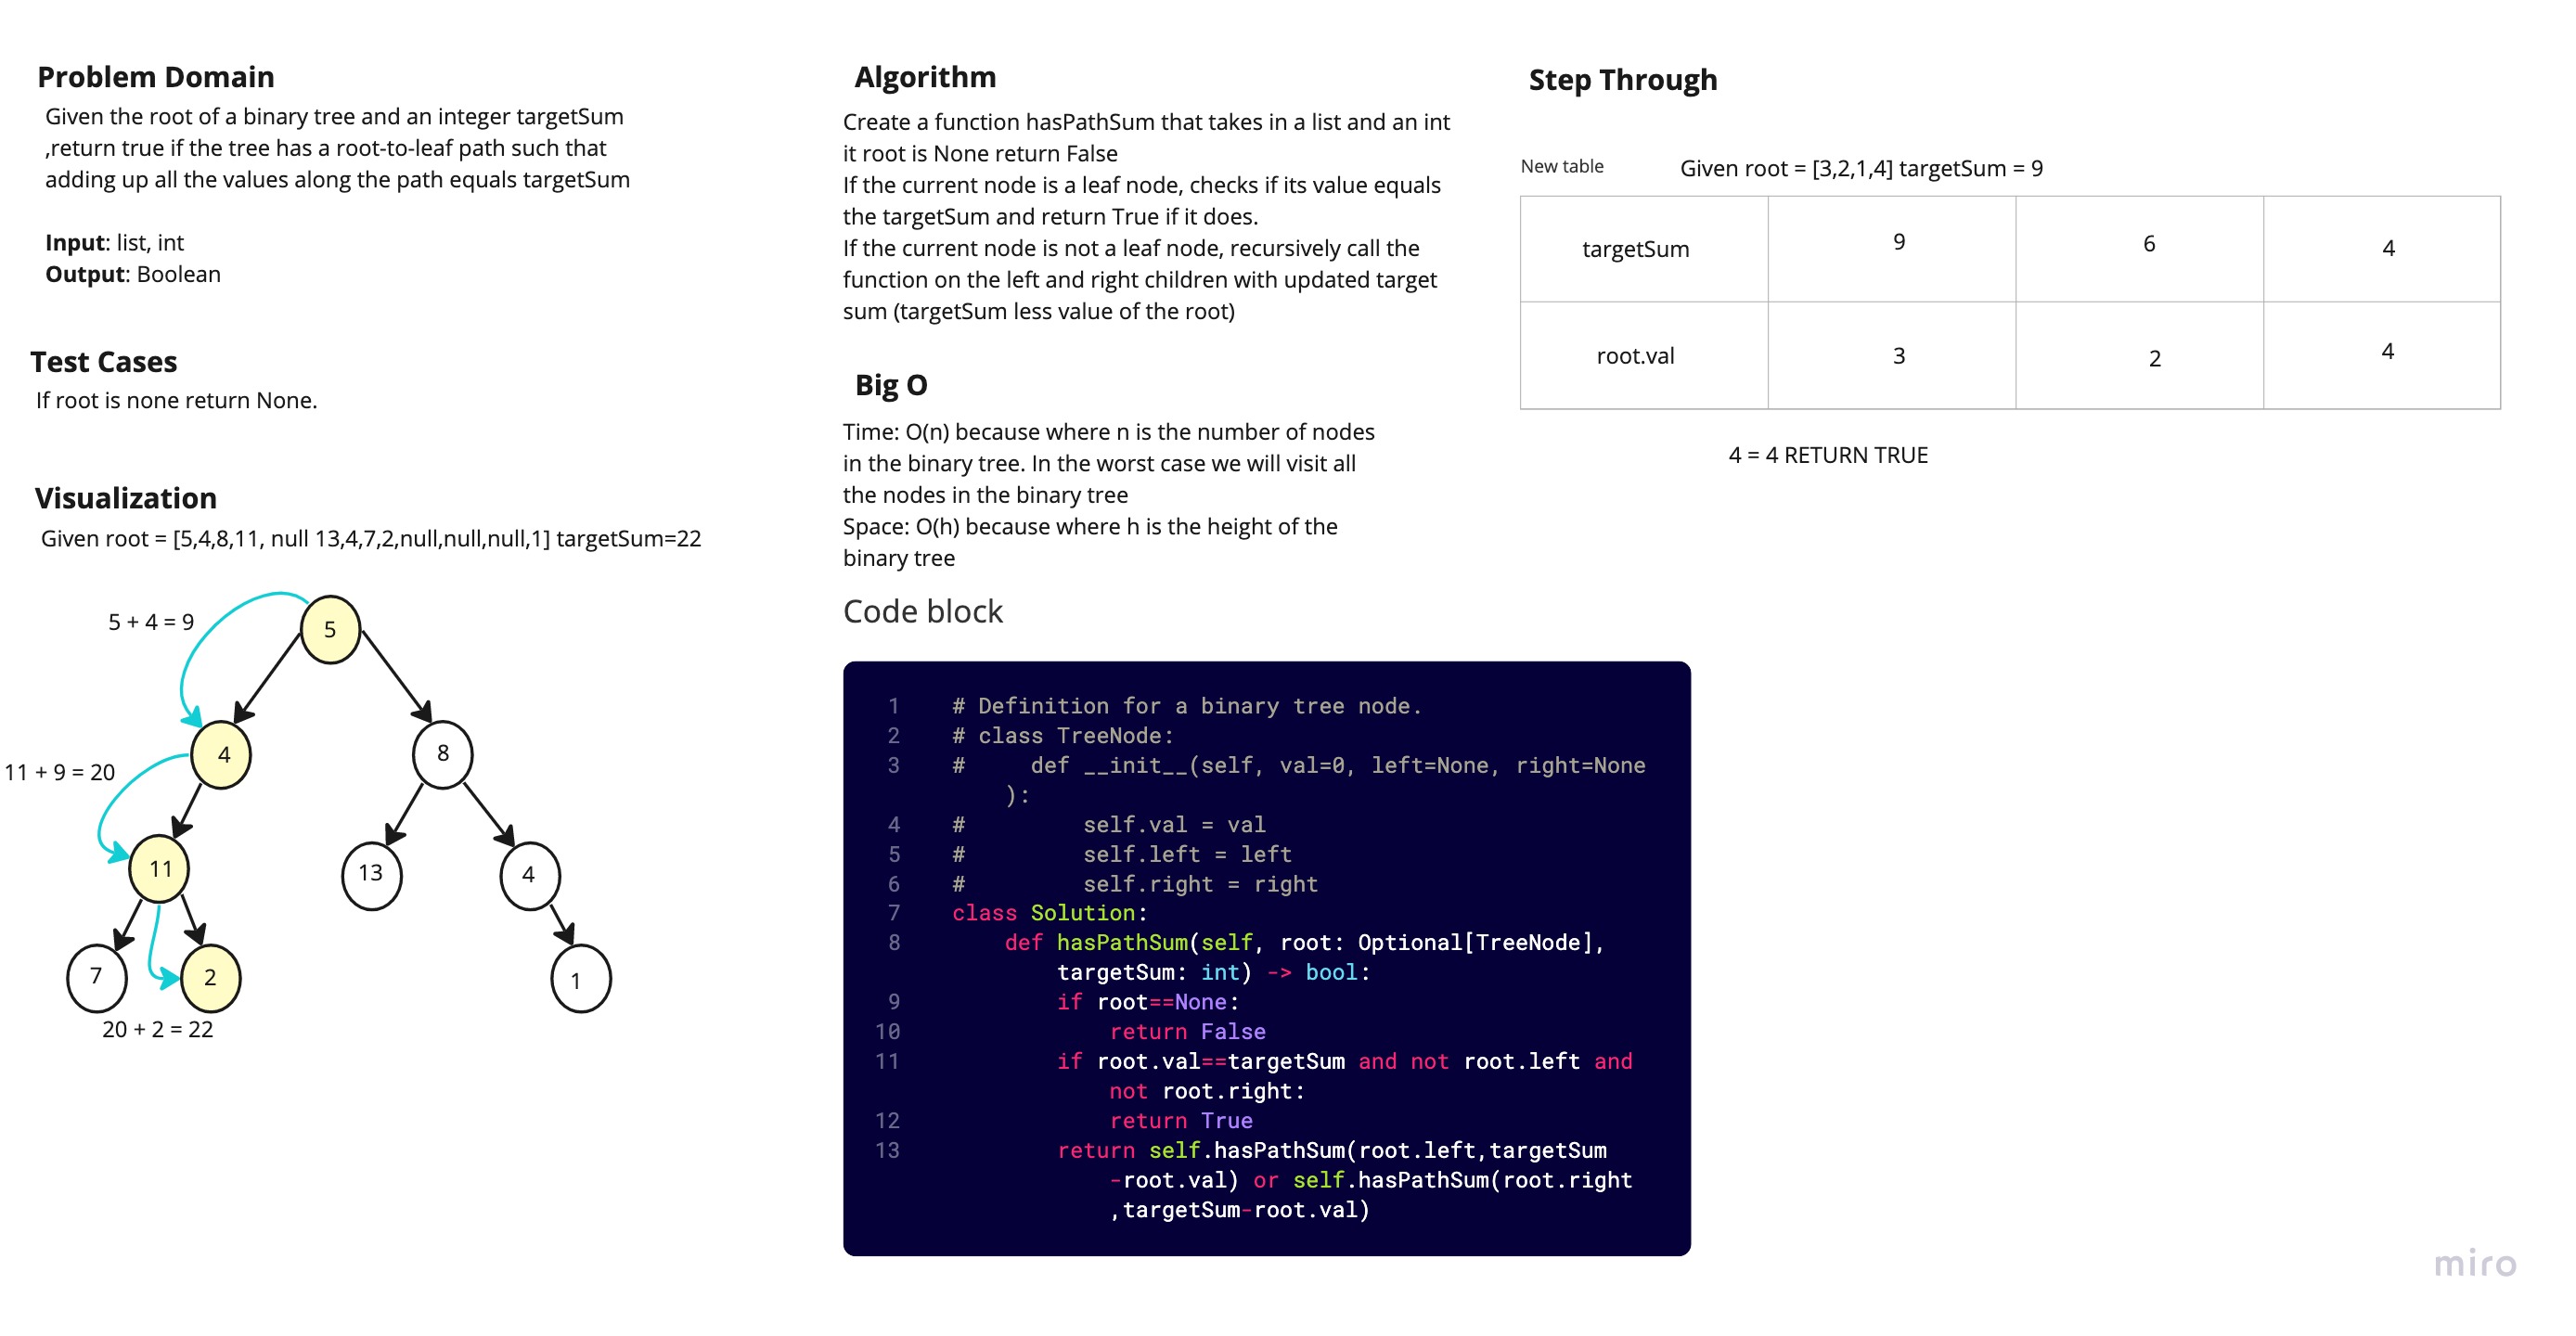 Problem Domain
Given the root of a binary tree and an integer targetSum
,return true if the tree has a root-to-leaf path such that
adding up all the values along the path equals targetSum
Input: list, int
Output: Boolean
Test Cases
If root is none return None.
Visualization
Given root = [5,4,8,11, null 13,4,7,2,null,null,null,1] targetSum=22
5 + 4 = 9
5
4
8
11 + 9 = 20
11
13
4
7
2
1
20 + 2 = 22
Algorithm
Create a function hasPathSum that takes in a list and an int
it root is None return False
If the current node is a leaf node, checks if its value equals
the targetSum and return True if it does.
If the current node is not a leaf node, recursively call the
function on the left and right children with updated target
sum (targetSum less value of the root)
Big O
Time: O(n) because where n is the number of nodes
in the binary tree. In the worst case we will visit all
the nodes in the binary tree
Space: O(h) because where h is the height of the
binary tree
Code block
1 # Definition for a binary tree node.
2 # class TreeNode:
3 #     def __init__(self, val=0, left=None, right=None
):
4 #         self.val = val
5 #         self.left = left
6 #         self.right = right
7 class Solution:
8     def hasPathSum(self, root: Optional[TreeNode],
targetSum: int) -> bool:
9         if root==None:
10             return False
11         if root.val==targetSum and not root.left and
not root.right:
12             return True
13         return self.hasPathSum(root.left,targetSum
-root.val) or self.hasPathSum(root.right
,targetSum-root.val)
Step Through
New table
Given root = [3,2,1,4] targetSum = 9
targetSum 9 6 4
root.val 3 2 4
4 = 4 RETURN TRUE
miro